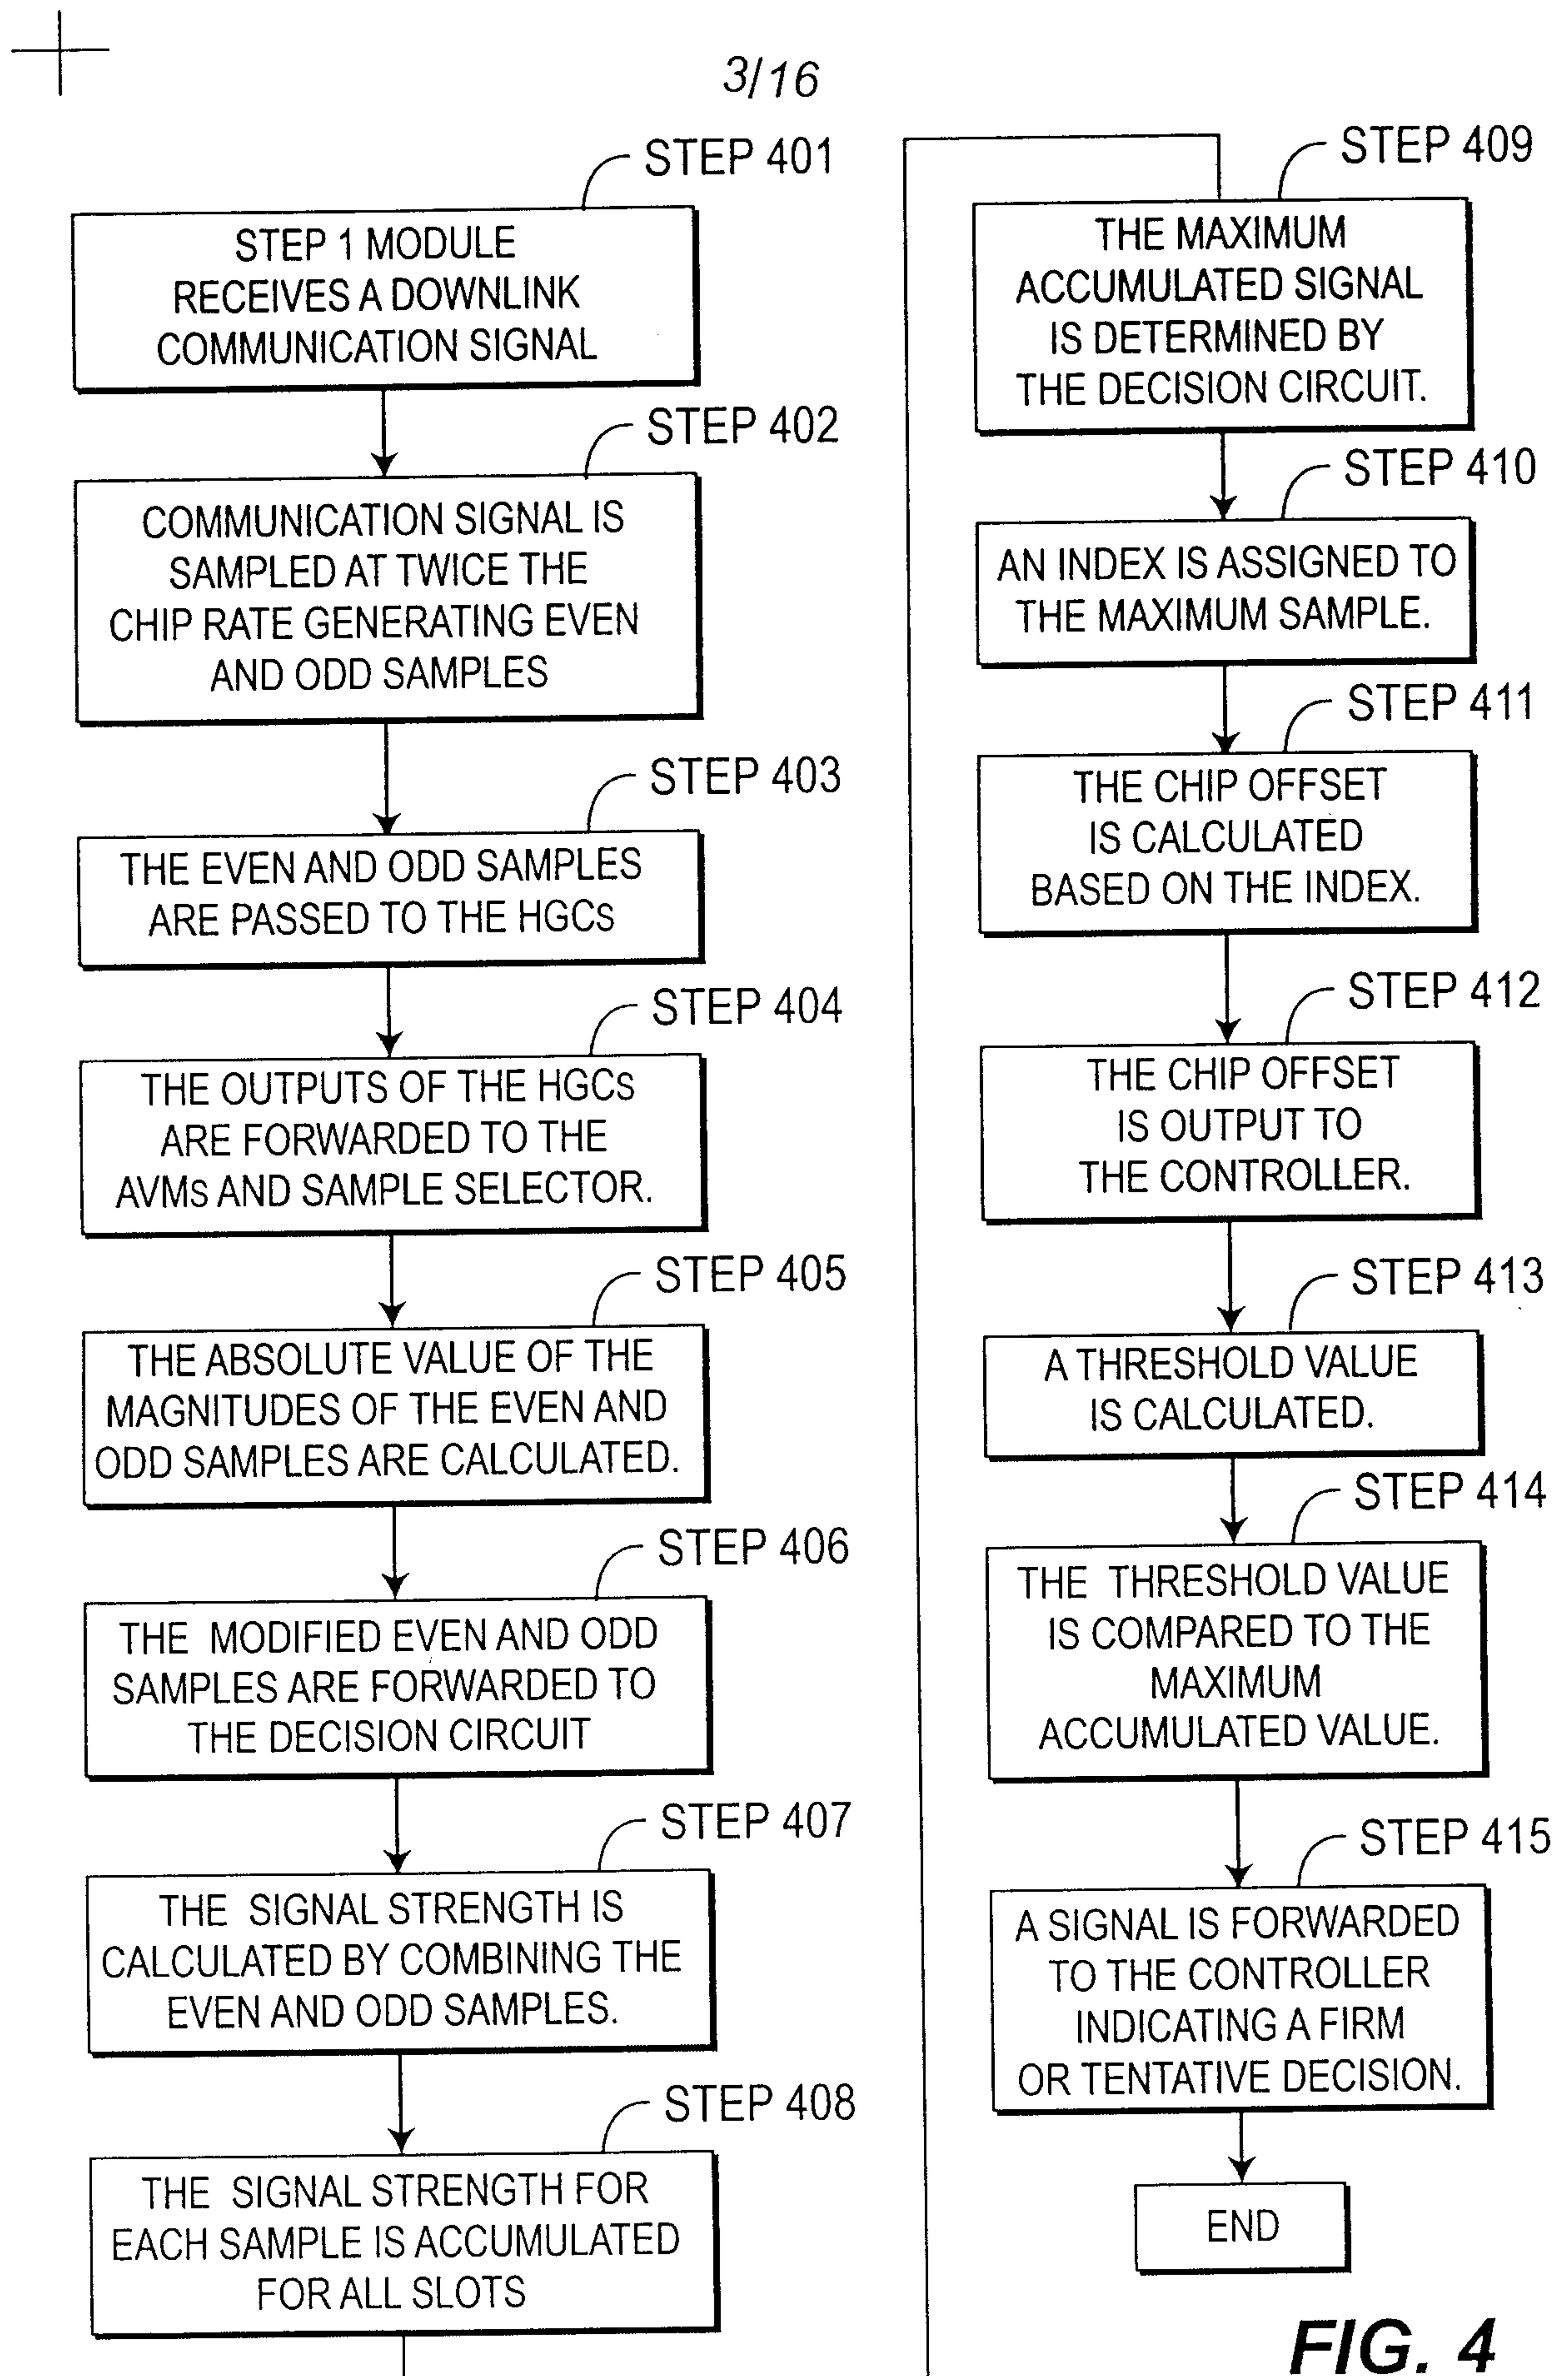 3/16
STEP 401
STEP 1 MODULE
RECEIVES A DOWNLINK
COMMUNICATION SIGNAL
STEP 402
COMMUNICATION SIGNAL IS
SAMPLED AT TWICE THE
CHIP RATE GENERATING EVEN
AND ODD SAMPLES
STEP 403
THE EVEN AND ODD SAMPLES
ARE PASSED TO THE HGCs
STEP 404
THE OUTPUTS OF THE HGCs
ARE FORWARDED TO THE
AVMs AND SAMPLE SELECTOR.
STEP 405
THE ABSOLUTE VALUE OF THE
MAGNITUDES OF THE EVEN AND
ODD SAMPLES ARE CALCULATED.
STEP 406
THE MODIFIED EVEN AND ODD
SAMPLES ARE FORWARDED TO
THE DECISION CIRCUIT
STEP 407
THE SIGNAL STRENGTH IS
CALCULATED BY COMBINING THE
EVEN AND ODD SAMPLES.
STEP 408
THE SIGNAL STRENGTH FOR
EACH SAMPLE IS ACCUMULATED
FOR ALL SLOTS
STEP 409
THE MAXIMUM
ACCUMULATED SIGNAL
IS DETERMINED BY
THE DECISION CIRCUIT.
STEP 410
AN INDEX IS ASSIGNED TO
THE MAXIMUM SAMPLE.
STEP 411
THE CHIP OFFSET
IS CALCULATED
BASED ON THE INDEX.
STEP 412
THE CHIP OFFSET
IS OUTPUT TO
THE CONTROLLER.
STEP 413
A THRESHOLD VALUE
IS CALCULATED.
STEP 414
THE THRESHOLD VALUE
IS COMPARED TO THE
MAXIMUM
ACCUMULATED VALUE.
STEP 415
A SIGNAL IS FORWARDED
TO THE CONTROLLER
INDICATING A FIRM
OR TENTATIVE DECISION.
END
FIG. 4